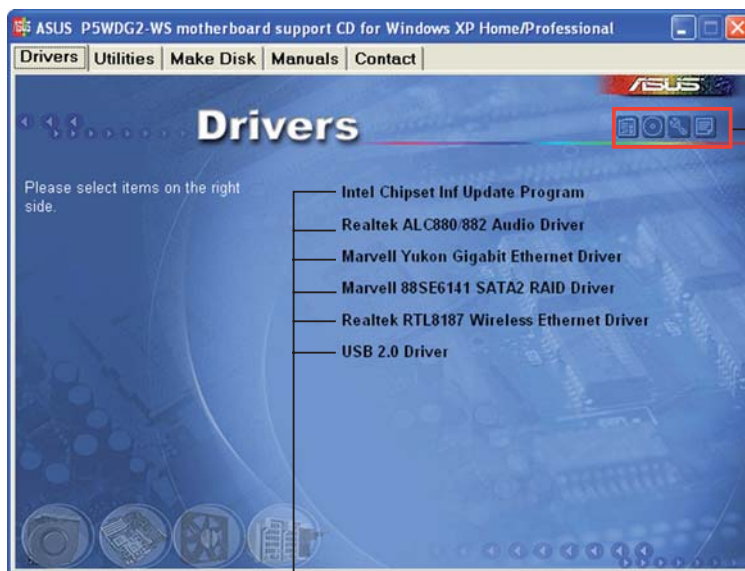 ASUS P5WDG2-WS motherboard support CD for Windows XP Home/Professional
Drivers Utilities Make Disk Manuals Contact
ASUS
Drivers
Please select items on the right
side.
Intel Chipset Inf Update Program
Realtek ALC880/882 Audio Driver
Marvell Yukon Gigabit Ethernet Driver
Marvell 88SE6141 SATA2 RAID Driver
Realtek RTL8187 Wireless Ethernet Driver
USB 2.0 Driver